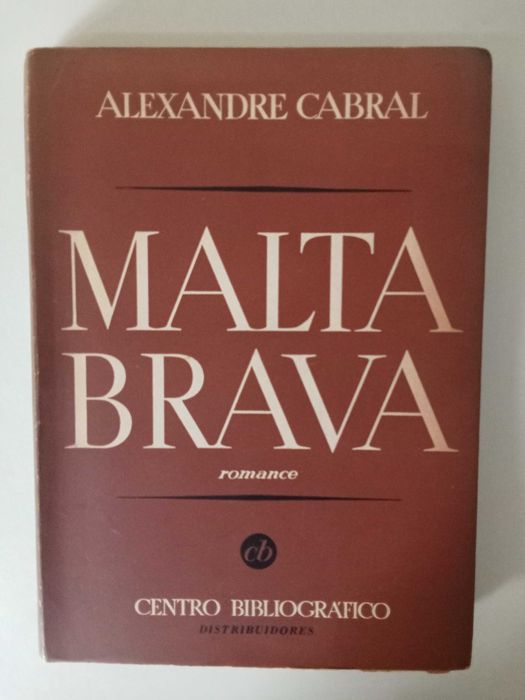 ALEXANDRE CABRAL
MALTA
BRAVA
romance
cb
CENTRO BIBLIOGRÁFICO
DISTRIBUIDORES